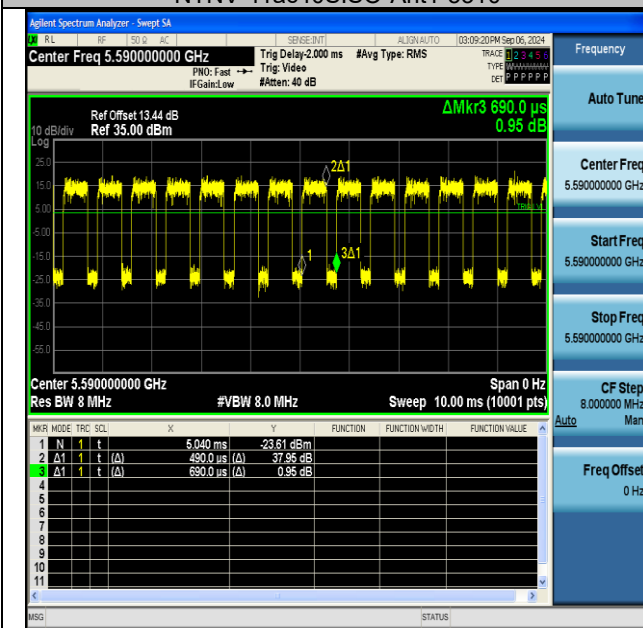 Agilent Spectrum Analyzer - Swept SA
RL RF 50 Ω AC SENSE:INT ALIGN AUTO 03:09:20 PM Sep 06, 2024
Center Freq 5.590000000 GHz
PNO: Fast
IFGain:Low
Trig Delay-2.000 ms
Trig: Video
#Atten: 40 dB
#Avg Type: RMS
TRACE 1 2 3 4 5 6
TYPE
DET P P P P P P
Ref Offset 13.44 dB
10 dB/div Ref 35.00 dBm
Log
ΔMkr3 690.0 µs
0.95 dB
25.0
15.0
5.00
-5.00
-15.0
-25.0
-35.0
-45.0
-55.0
2Δ1
TRIG LVL
1
3Δ1
Center 5.590000000 GHz Span 0 Hz
Res BW 8 MHz #VBW 8.0 MHz Sweep 10.00 ms (10001 pts)
MKR MODE TRC SCL X Y FUNCTION FUNCTION WIDTH FUNCTION VALUE
1 N 1 t 5.040 ms -23.61 dBm
2 Δ1 1 t (Δ) 490.0 µs (Δ) 37.95 dB
3 Δ1 1 t (Δ) 690.0 µs (Δ) 0.95 dB
4
5
6
7
8
9
10
11
MSG STATUS
Frequency
Auto Tune
Center Freq
5.590000000 GHz
Start Freq
5.590000000 GHz
Stop Freq
5.590000000 GHz
CF Step
8.000000 MHz
Auto Man
Freq Offset
0 Hz